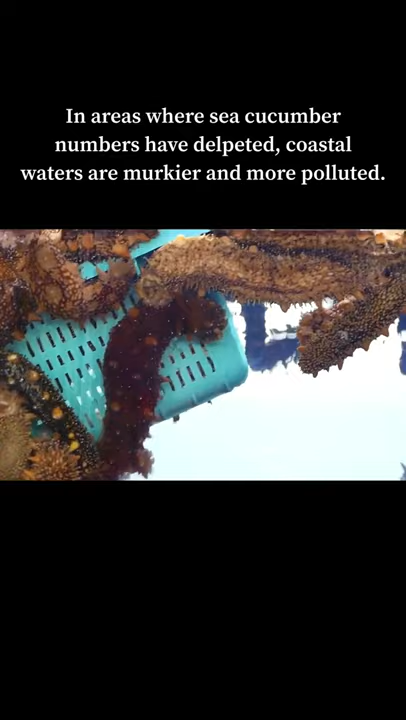 In areas where sea cucumber
numbers have delpeted, coastal
waters are murkier and more polluted.